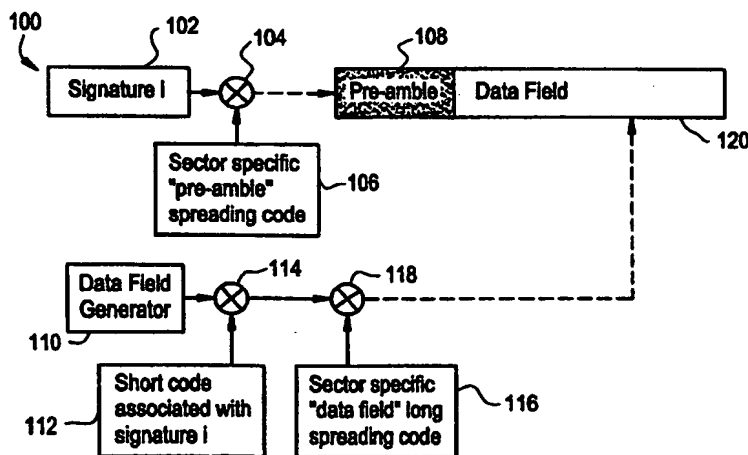 100
102
104
108
Signature i
Pre-amble
Data Field
120
Sector specific
"pre-amble"
spreading code
106
Data Field
Generator
110
114
118
Short code
associated with
signature i
112
Sector specific
"data field" long
spreading code
116